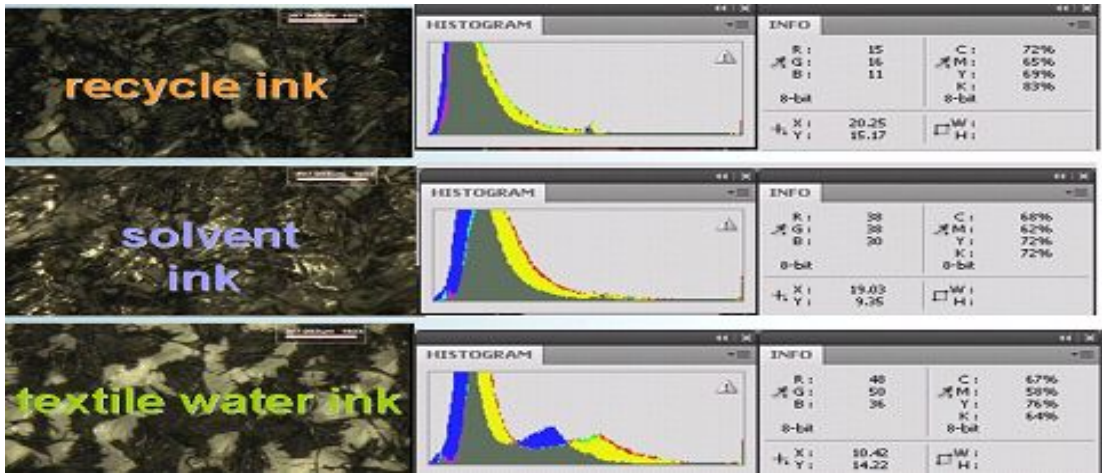 recycle ink
HISTOGRAM
INFO
R: 15 C: 72%
G: 16 M: 65%
B: 11 Y: 69%
K: 83%
8-bit 8-bit
X: 20.25 W:
Y: 15.17 H:
solvent
ink
HISTOGRAM
INFO
R: 38 C: 68%
G: 38 M: 62%
B: 30 Y: 72%
K: 72%
8-bit 8-bit
X: 19.03 W:
Y: 9.35 H:
textile water ink
HISTOGRAM
INFO
R: 48 C: 67%
G: 50 M: 58%
B: 36 Y: 76%
K: 64%
8-bit 8-bit
X: 10.42 W:
Y: 14.22 H: